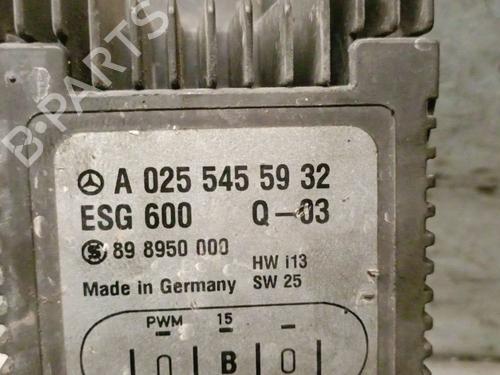 B-PARTS
A 025 545 59 32
ESG 600 Q-03
89 8950 000
HW i13
Made in Germany SW 25
PWM 15 –
B